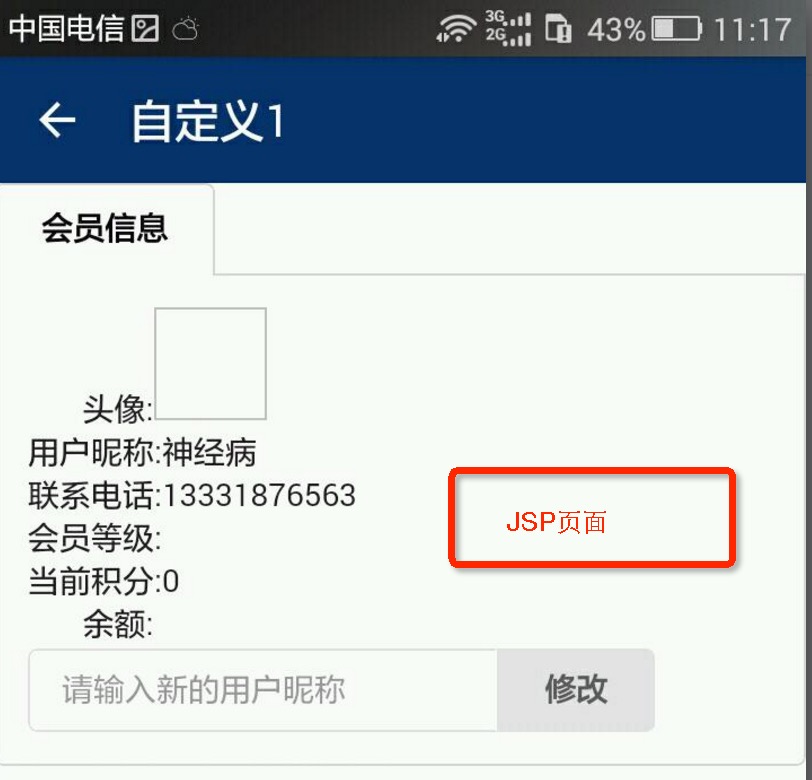 中国电信 3G 2G 43% 11:17
自定义1
会员信息
头像:
用户昵称:神经病
联系电话:13331876563
JSP页面
会员等级:
当前积分:0
余额:
请输入新的用户昵称 修改